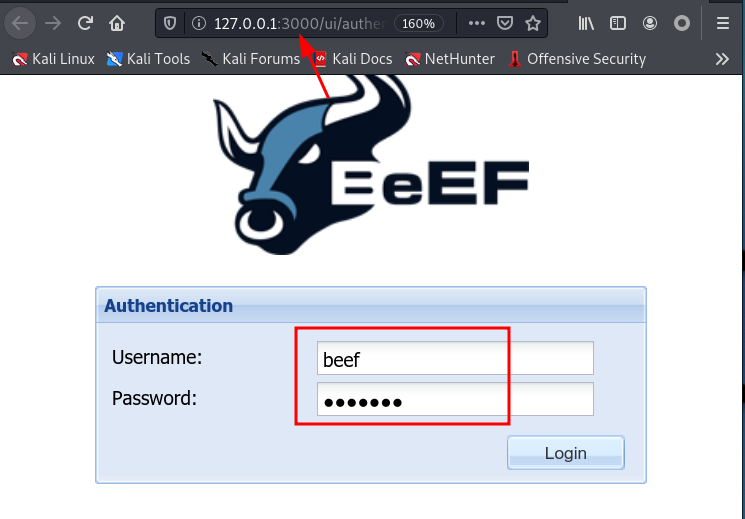 127.0.0.1:3000/ui/authe
160%
Kali Linux Kali Tools Kali Forums Kali Docs NetHunter Offensive Security
BeEF
Authentication
Username: beef
Password: ●●●●●●●
Login